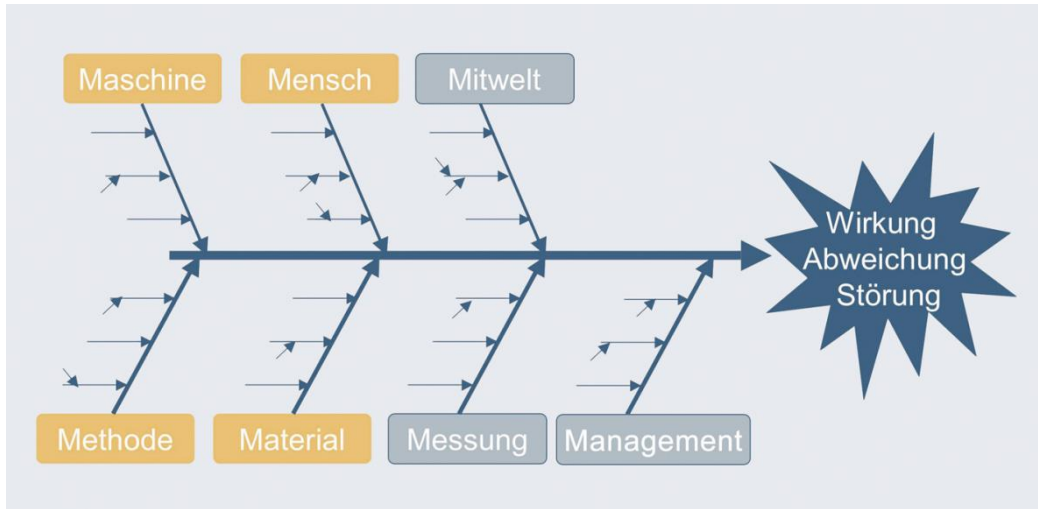 Maschine
Mensch
Mitwelt
Wirkung
Abweichung
Störung
Methode
Material
Messung
Management